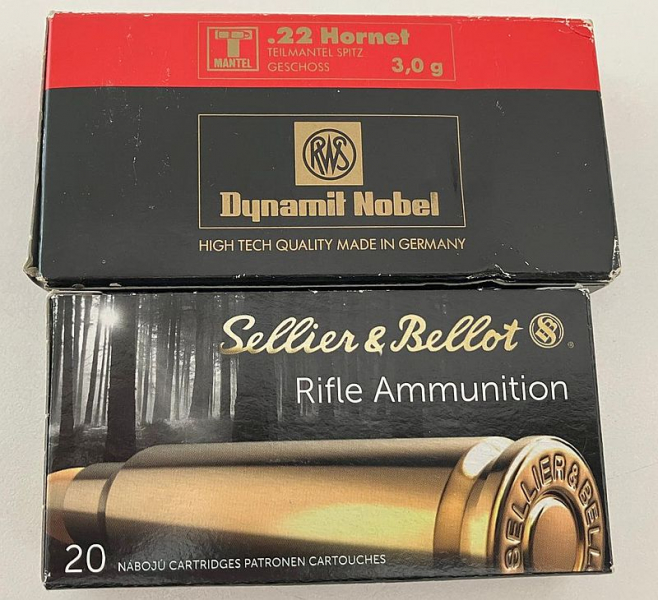 T
MANTEL
.22 Hornet
TEILMANTEL SPITZ
GESCHOSS
3,0 g
RWS
Dynamit Nobel
HIGH TECH QUALITY MADE IN GERMANY
Sellier & Bellot
Rifle Ammunition
SELLIER & BELL
20 NÁBOJŮ CARTRIDGES PATRONEN CARTOUCHES